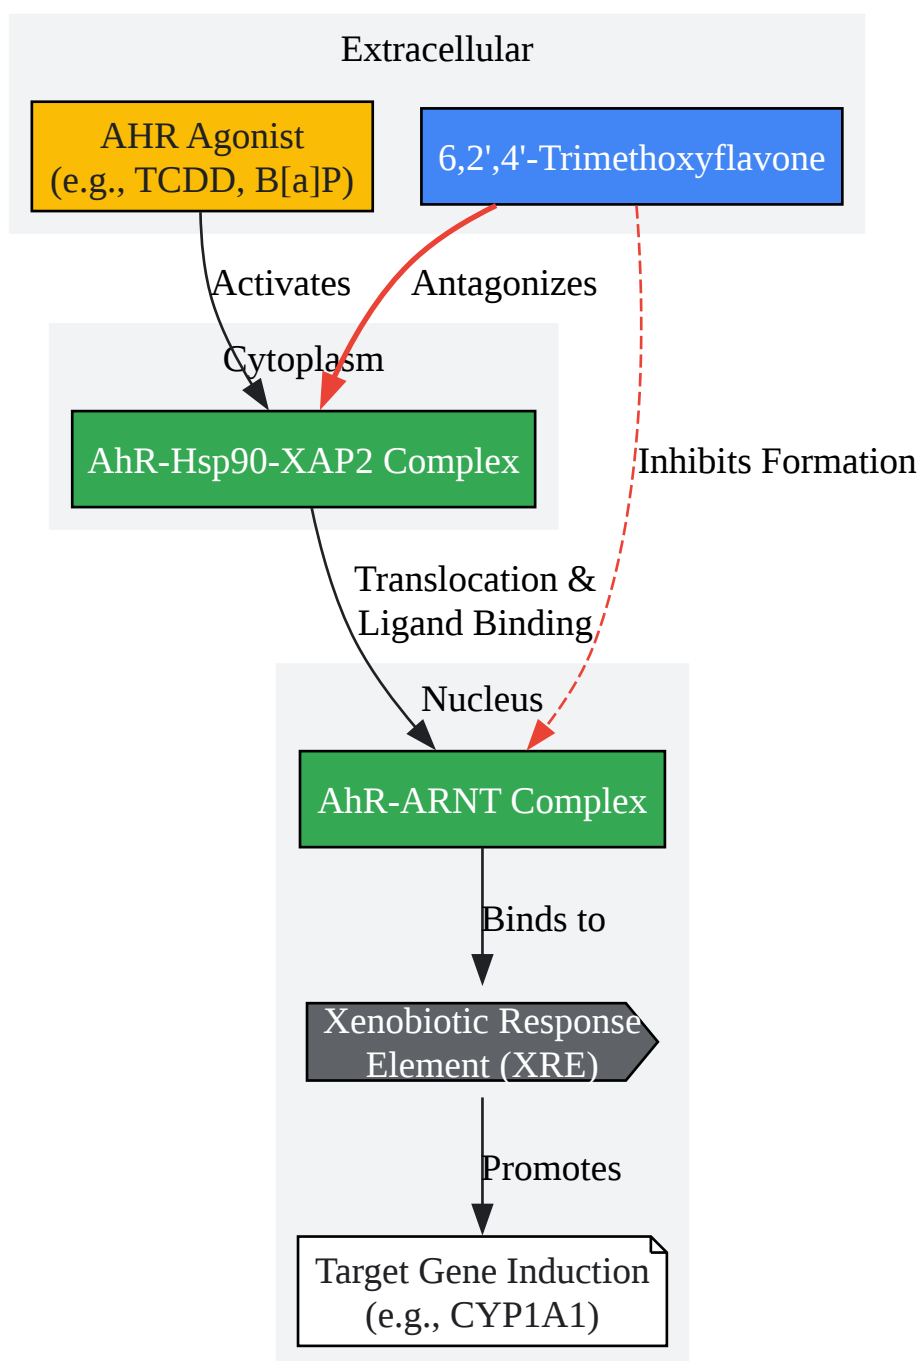 Extracellular
AHR Agonist
(e.g., TCDD, B[a]P)
6,2',4'-Trimethoxyflavone
Activates
Antagonizes
Cytoplasm
AhR-Hsp90-XAP2 Complex
Inhibits Formation
Translocation &
Ligand Binding
Nucleus
AhR-ARNT Complex
Binds to
Xenobiotic Response
Element (XRE)
Promotes
Target Gene Induction
(e.g., CYP1A1)